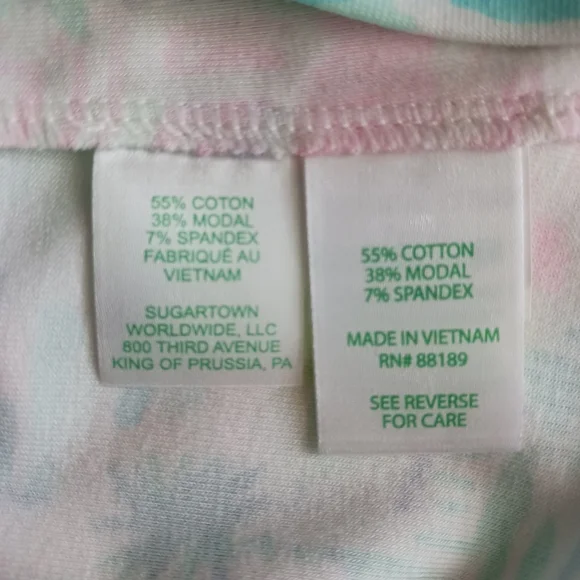 55% COTON
38% MODAL
7% SPANDEX
FABRIQUÉ AU
VIETNAM
SUGARTOWN
WORLDWIDE, LLC
800 THIRD AVENUE
KING OF PRUSSIA, PA
55% COTTON
38% MODAL
7% SPANDEX
MADE IN VIETNAM
RN# 88189
SEE REVERSE
FOR CARE